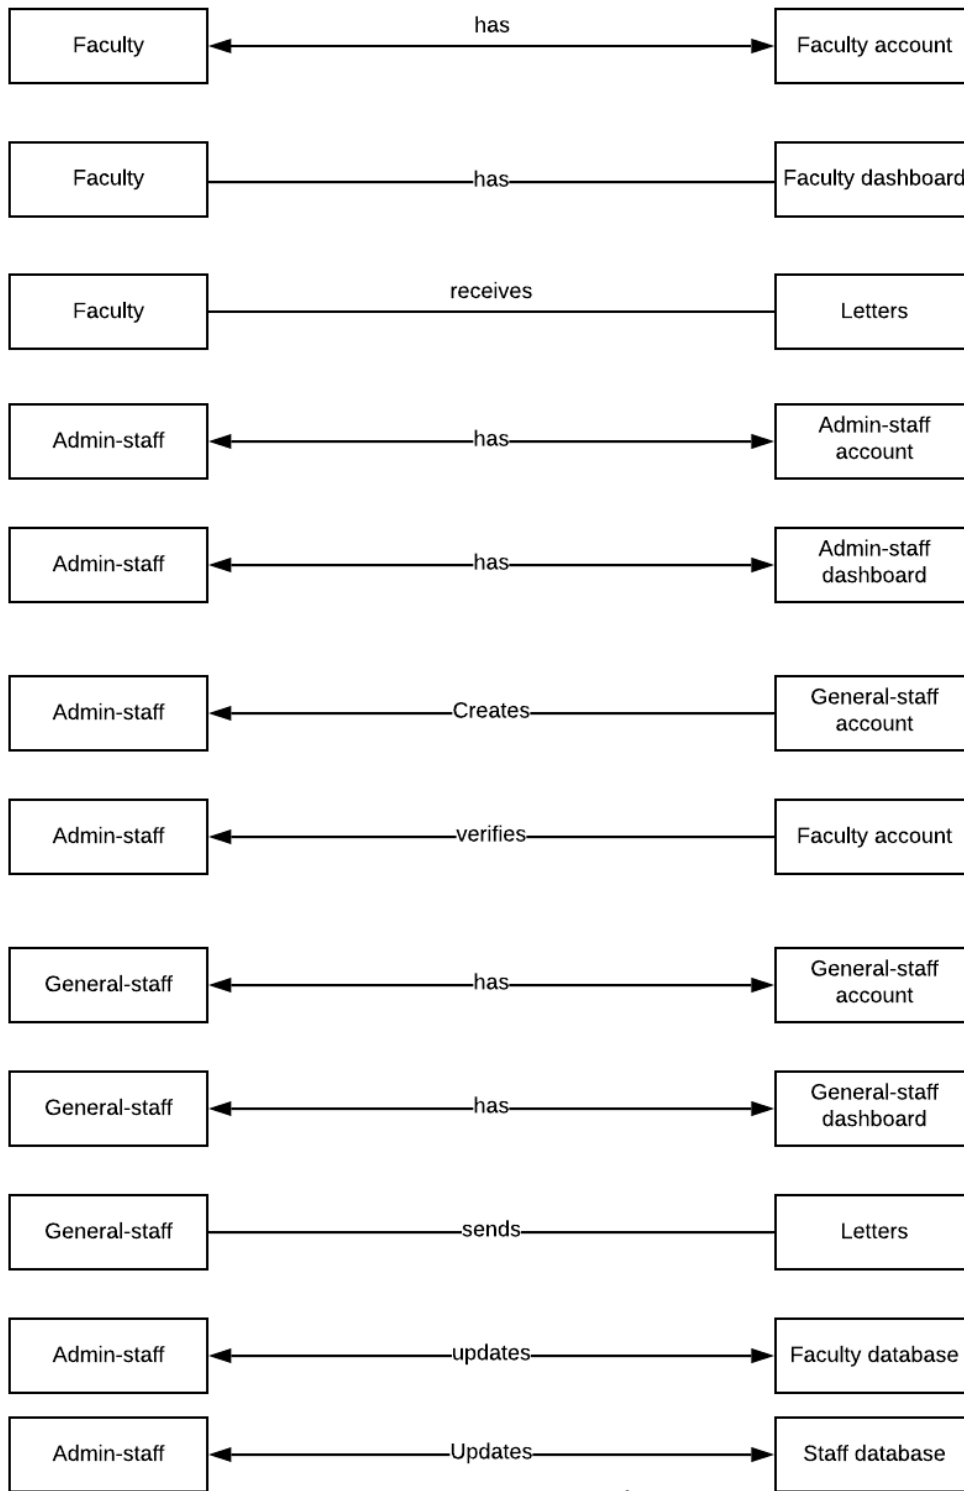 has
Faculty
Faculty account
Faculty
has
Faculty dashboard
receives
Faculty
Letters
Admin-staff
has
Admin-staff
account
Admin-staff
has
Admin-staff
dashboard
Admin-staff
Creates
General-staff
account
Admin-staff
verifies
Faculty account
General-staff
has
General-staff
account
General-staff
has
General-staff
dashboard
General-staff
sends
Letters
Admin-staff
updates
Faculty database
Admin-staff
Updates
Staff database